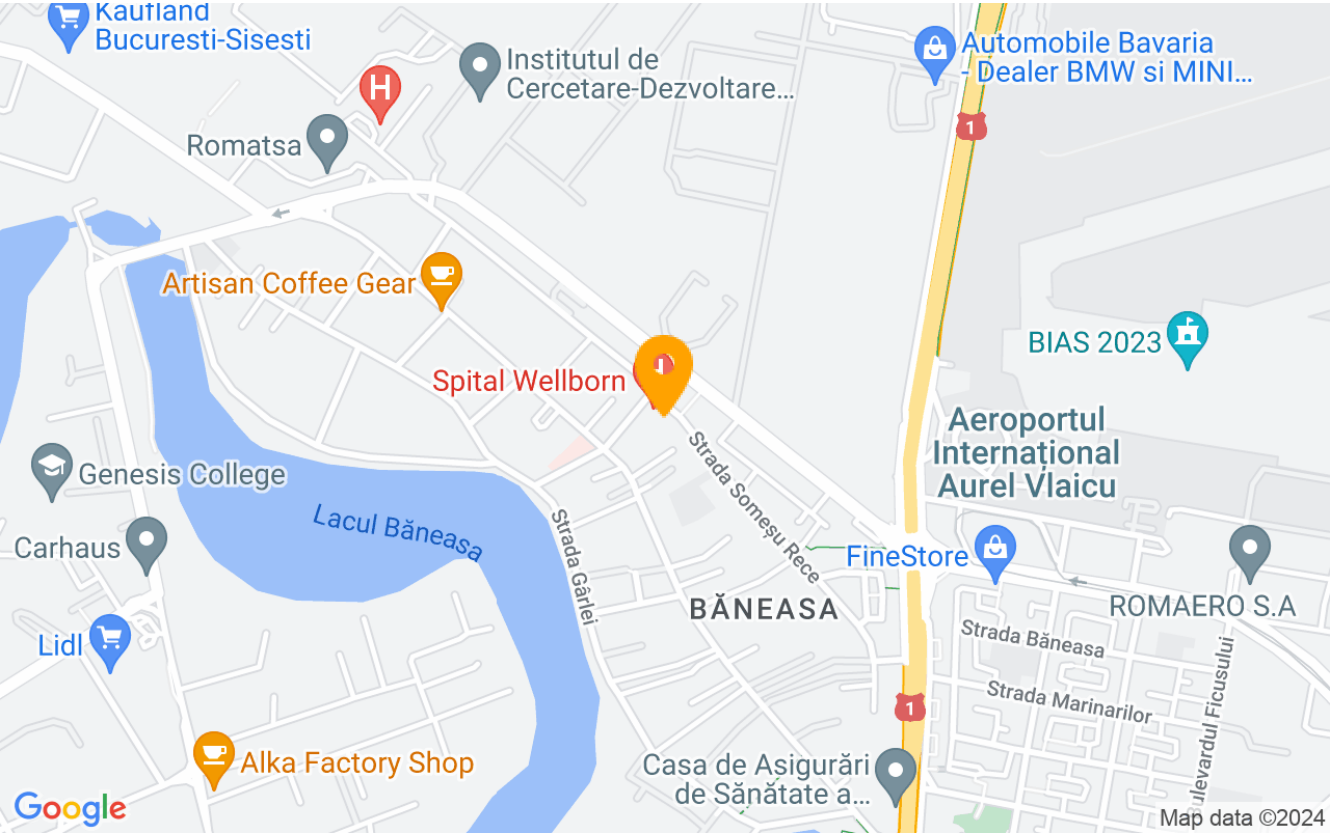 Kaufland
Bucuresti-Sisesti
Institutul de
Cercetare-Dezvoltare...
Automobile Bavaria
- Dealer BMW si MINI...
H
1
Romatsa
Artisan Coffee Gear
BIAS 2023
Spital Wellborn
Aeroportul
Internațional
Aurel Vlaicu
Genesis College
Strada Someșu Rece
Lacul Băneasa
Carhaus
Strada Gârlei
FineStore
BĂNEASA
ROMAERO S.A
Lidl
Strada Băneasa
Strada Marinarilor
Bulevardul Ficusului
1
Alka Factory Shop
Casa de Asigurări
de Sănătate a...
Google
Map data ©2024